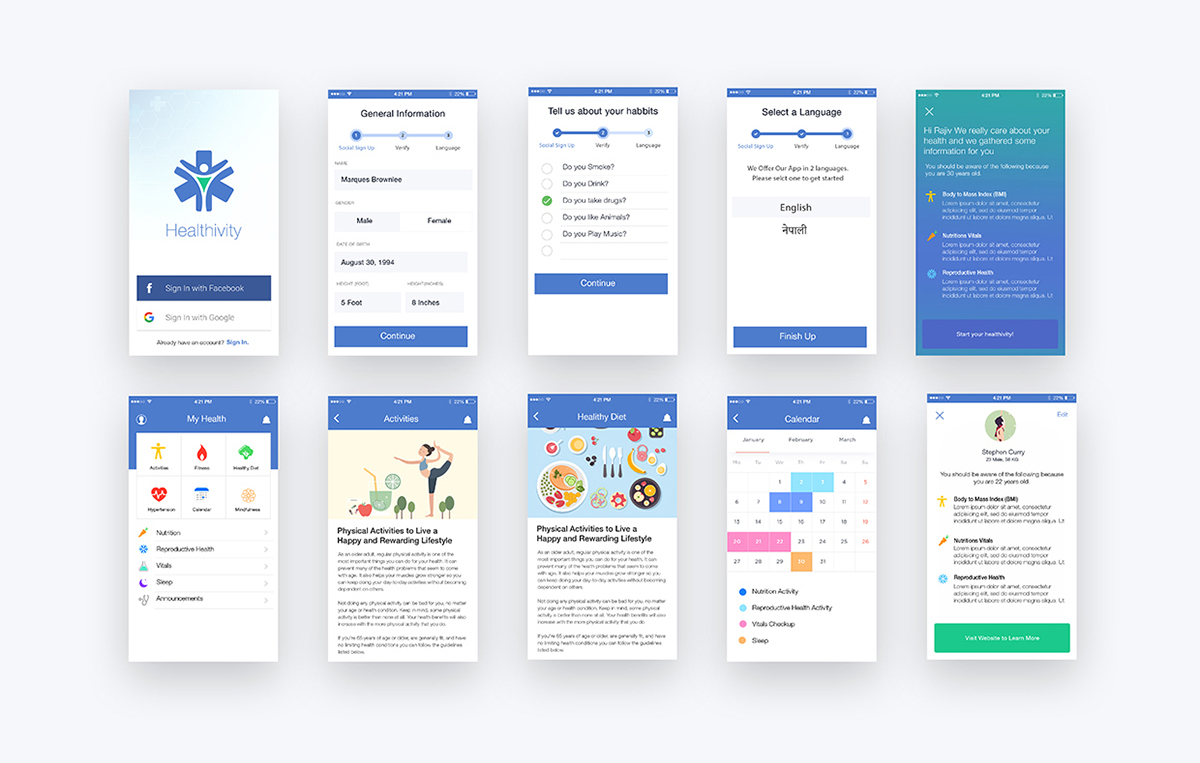 Healthivity
Sign In with Facebook
Sign In with Google
Already have an account? Sign In.
4:21 PM
22%
General Information
1
2
3
Social Sign Up
Verify
Language
NAME
Marques Brownlee
GENDER
Male
Female
DATE OF BIRTH
August 30, 1994
HEIGHT (FOOT)
HEIGHT(INCHES)
5 Foot
8 Inches
Continue
4:21 PM
22%
Tell us about your habbits
2
3
Social Sign Up
Verify
Language
Do you Smoke?
Do you Drink?
Do you take drugs?
Do you like Animals?
Do you Play Music?
Continue
4:21 PM
22%
Select a Language
3
Social Sign Up
Verify
Language
We Offer Our App in 2 languages.
Please selct one to get started
English
नेपाली
Finish Up
4:21 PM
22%
Hi Rajiv We really care about your
health and we gathered some
information for you
You should be aware of the following because
you are 30 years old.
Body to Mass Index (BMI)
Lorem ipsum dolor sit amet, consectetur
adipiscing elit, sed do eiusmod tempor
incididunt ut labore et dolore magna aliqua. Ut
Nutritions Vitals
Lorem ipsum dolor sit amet, consectetur
adipiscing elit, sed do eiusmod tempor
incididunt ut labore et dolore magna aliqua. Ut
Reproductive Health
Lorem ipsum dolor sit amet, consectetur
adipiscing elit, sed do eiusmod tempor
incididunt ut labore et dolore magna aliqua. Ut
Start your healthivity!
4:21 PM
22%
My Health
Activities
Fitness
Healthy Diet
Hypertension
Calendar
Mindfulness
Nutrition
Reproductive Health
Vitals
Sleep
Announcements
4:21 PM
22%
Activities
Physical Activities to Live a
Happy and Rewarding Lifestyle
As an older adult, regular physical activity is one of the
most important things you can do for your health. It can
prevent many of the health problems that seem to come
with age. It also helps your muscles grow stronger so you
can keep doing your day-to-day activities without becoming
dependent on others.
Not doing any physical activity can be bad for you, no matter
your age or health condition. Keep in mind, some physical
activity is better than none at all. Your health benefits will also
increase with the more physical activity that you do.
If you're 65 years of age or older, are generally fit, and have
no limiting health conditions you can follow the guidelines
listed below.
4:21 PM
22%
Healithy Diet
Physical Activities to Live a
Happy and Rewarding Lifestyle
As an older adult, regular physical activity is one of the
most important things you can do for your health. It can
prevent many of the health problems that seem to come
with age. It also helps your muscles grow stronger so you
can keep doing your day-to-day activities without becoming
dependent on others.
Not doing any physical activity can be bad for you, no matter
your age or health condition. Keep in mind, some physical
activity is better than none at all. Your health benefits will also
increase with the more physical activity that you do.
If you're 65 years of age or older, are generally fit, and have
no limiting health conditions you can follow the guidelines
listed below.
4:21 PM
22%
Calendar
January
February
March
Mo Tu We Th Fr Sa Su
1 2 3 4 5
6 7 8 9 10 11 12
13 14 15 16 17 18 19
20 21 22 23 24 25 26
27 28 29 30 31
Nutrition Activity
Reproductive Health Activity
Vitals Checkup
Sleep
4:21 PM
22%
Edit
Stephen Curry
23 Male, 58 KG
You should be aware of the following because
you are 22 years old.
Body to Mass Index (BMI)
Lorem ipsum dolor sit amet, consectetur
adipiscing elit, sed do eiusmod tempor
incididunt ut labore et dolore magna aliqua. Ut
Nutritions Vitals
Lorem ipsum dolor sit amet, consectetur
adipiscing elit, sed do eiusmod tempor
incididunt ut labore et dolore magna aliqua. Ut
Reproductive Health
Lorem ipsum dolor sit amet, consectetur
adipiscing elit, sed do eiusmod tempor
incididunt ut labore et dolore magna aliqua. Ut
Visit Website to Learn More